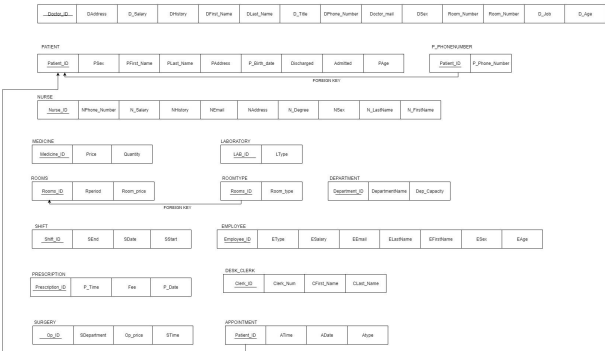 Doctor_ID DAddress D_Salary DHistory DFirst_Name DLast_Name D_Title DPhone_Number Doctor_mail DSex Room_Number Room_Number D_Job D_Age
PATIENT P_PHONENUMBER
Patient_ID PSex PFirst_Name PLast_Name PAddress P_Birth_date Discharged Admitted PAge Patient_ID P_Phone_Number
FOREIGN KEY
NURSE
Nurse_ID NPhone_Number N_Salary NHistory NEmail NAddress N_Degree NSex N_LastName N_FirstName
MEDICINE LABORATORY
Medicine_ID Price Quantity LAB_ID LType
ROOMS ROOMTYPE DEPARTMENT
Rooms_ID Rperiod Room_price Rooms_ID Room_type Department_ID DepartmentName Dep_Capacity
FOREIGN KEY
SHIFT EMPLOYEE
Shift_ID SEnd SDate SStart Employee_ID EType ESalary EEmail ELastName EFirstName ESex EAge
PRESCRIPTION DESK_CLERK
Prescription_ID P_Time Fee P_Date Clerk_ID Clerk_Num CFirst_Name CLast_Name
SURGERY APPOINTMENT
Op_ID SDepartment Op_price STime Patient_ID ATime ADate Atype